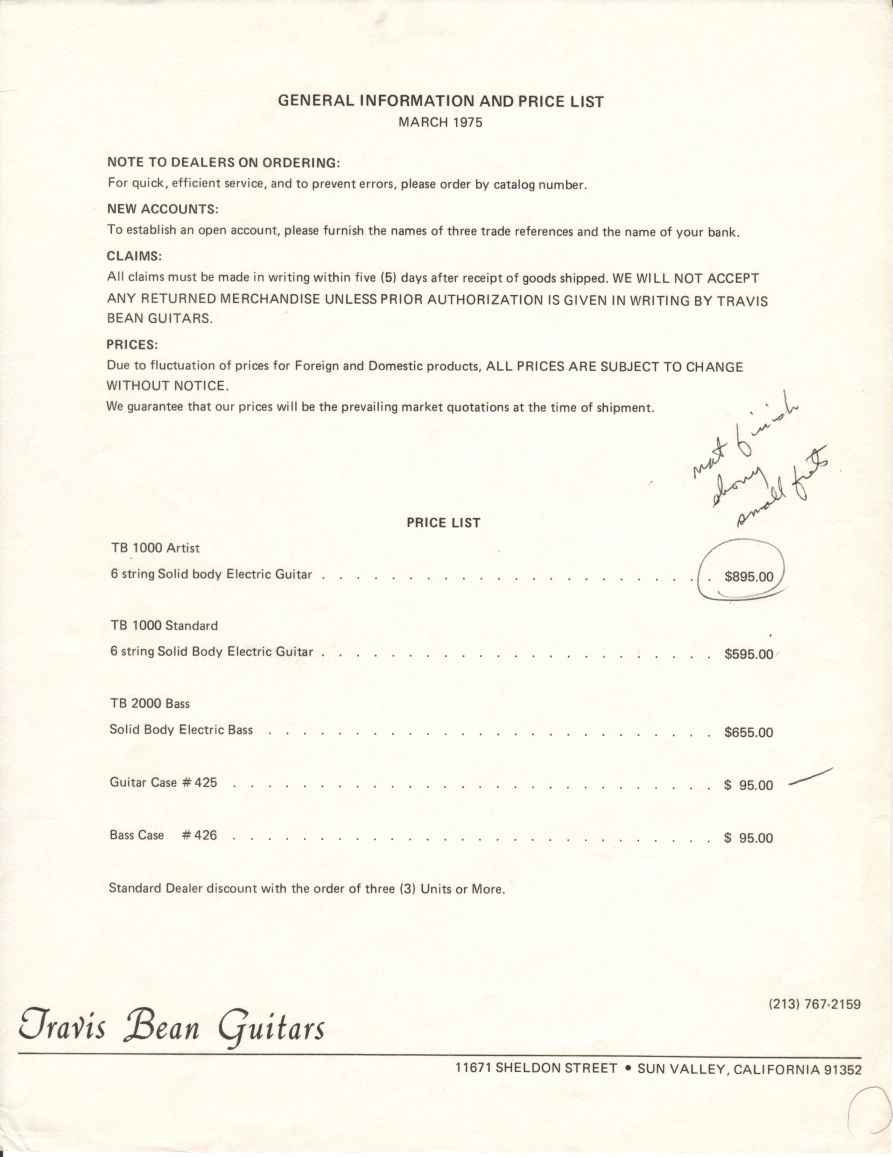 GENERAL INFORMATION AND PRICE LIST
MARCH 1975
NOTE TO DEALERS ON ORDERING:
For quick, efficient service, and to prevent errors, please order by catalog number.
NEW ACCOUNTS:
To establish an open account, please furnish the names of three trade references and the name of your bank.
CLAIMS:
All claims must be made in writing within five (5) days after receipt of goods shipped. WE WILL NOT ACCEPT
ANY RETURNED MERCHANDISE UNLESS PRIOR AUTHORIZATION IS GIVEN IN WRITING BY TRAVIS
BEAN GUITARS.
PRICES:
Due to fluctuation of prices for Foreign and Domestic products, ALL PRICES ARE SUBJECT TO CHANGE
WITHOUT NOTICE.
We guarantee that our prices will be the prevailing market quotations at the time of shipment.
mat finish
ebony
small frets
PRICE LIST
TB 1000 Artist
6 string Solid body Electric Guitar . . . . . . . . . . . . . . . . . . . . . . . $895.00
TB 1000 Standard
6 string Solid Body Electric Guitar . . . . . . . . . . . . . . . . . . . . . . . $595.00
TB 2000 Bass
Solid Body Electric Bass . . . . . . . . . . . . . . . . . . . . . . . . . . $655.00
Guitar Case # 425 . . . . . . . . . . . . . . . . . . . . . . . . . . . . $ 95.00
Bass Case # 426 . . . . . . . . . . . . . . . . . . . . . . . . . . . . $ 95.00
Standard Dealer discount with the order of three (3) Units or More.
(213) 767-2159
Travis Bean Guitars
11671 SHELDON STREET • SUN VALLEY, CALIFORNIA 91352